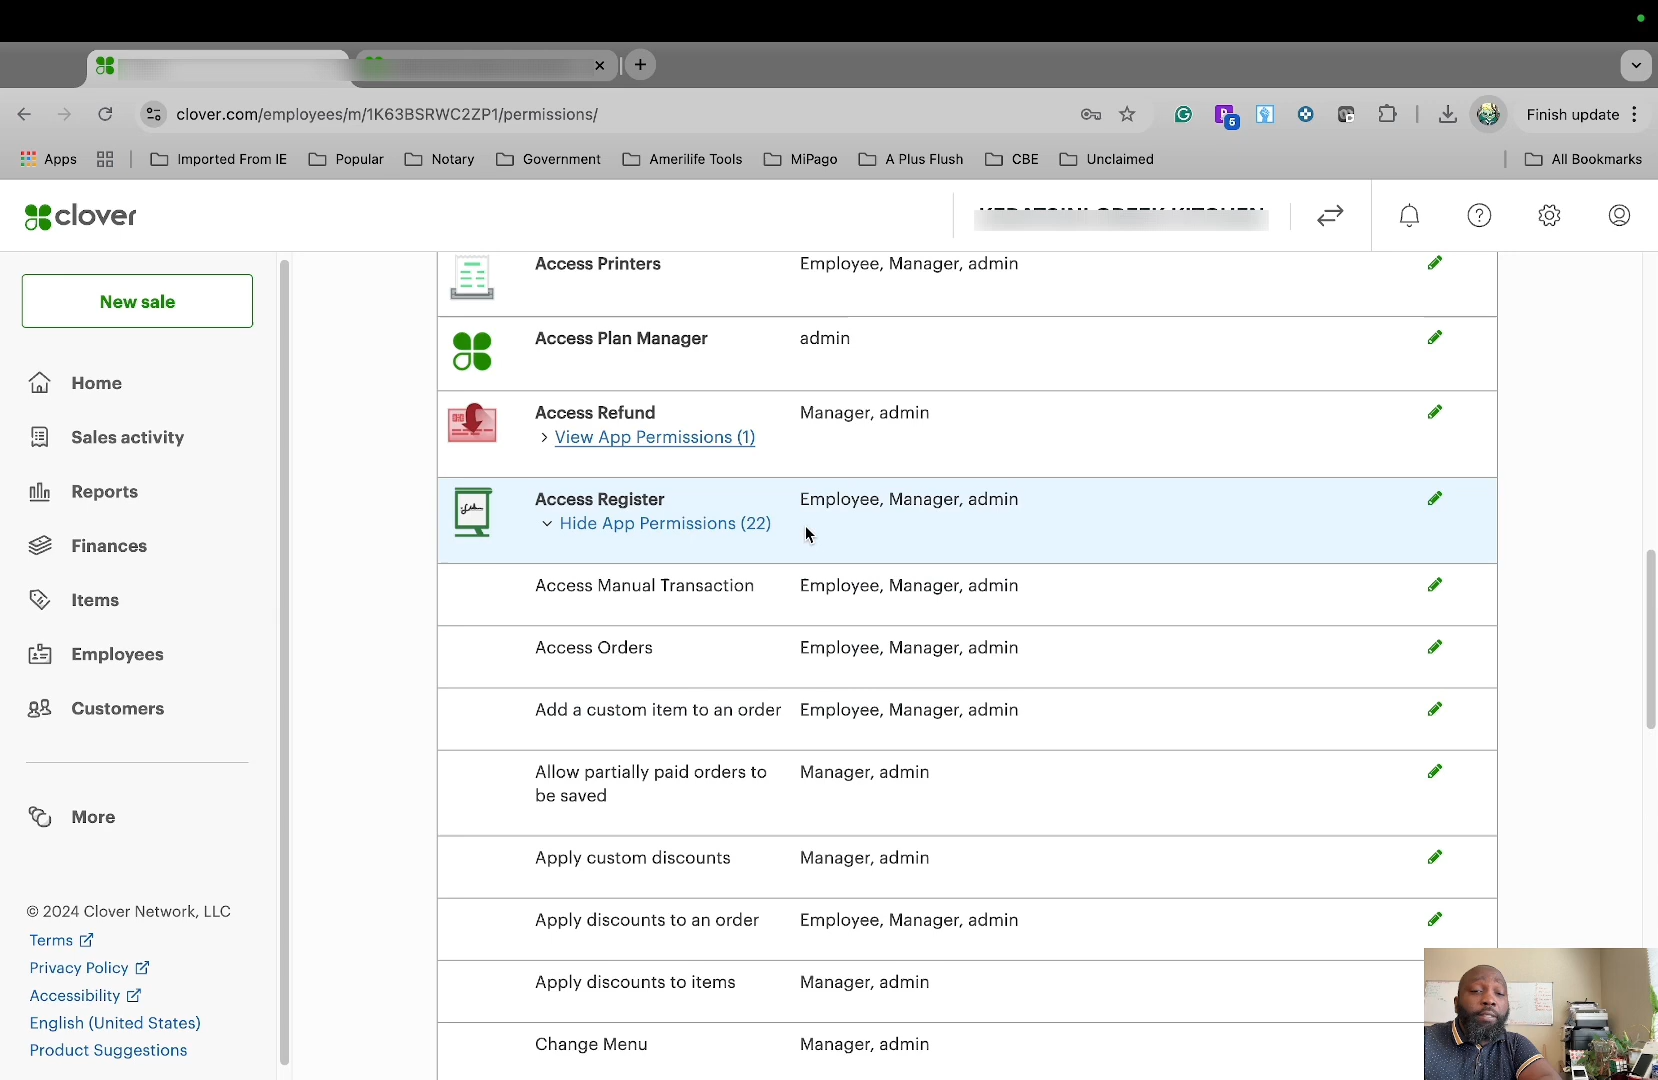 clover.com/employees/m/1K63BSRWC2ZP1/permissions/
6
Finish update
Apps
Imported From IE
Popular
Notary
Government
Amerilife Tools
MiPago
A Plus Flush
CBE
Unclaimed
All Bookmarks
clover
New sale
Home
Sales activity
Reports
Finances
Items
Employees
Customers
More
© 2024 Clover Network, LLC
Terms
Privacy Policy
Accessibility
English (United States)
Product Suggestions
Access Printers Employee, Manager, admin
Access Plan Manager admin
Access Refund Manager, admin
View App Permissions (1)
Access Register Employee, Manager, admin
Hide App Permissions (22)
Access Manual Transaction Employee, Manager, admin
Access Orders Employee, Manager, admin
Add a custom item to an order Employee, Manager, admin
Allow partially paid orders to Manager, admin
be saved
Apply custom discounts Manager, admin
Apply discounts to an order Employee, Manager, admin
Apply discounts to items Manager, admin
Change Menu Manager, admin